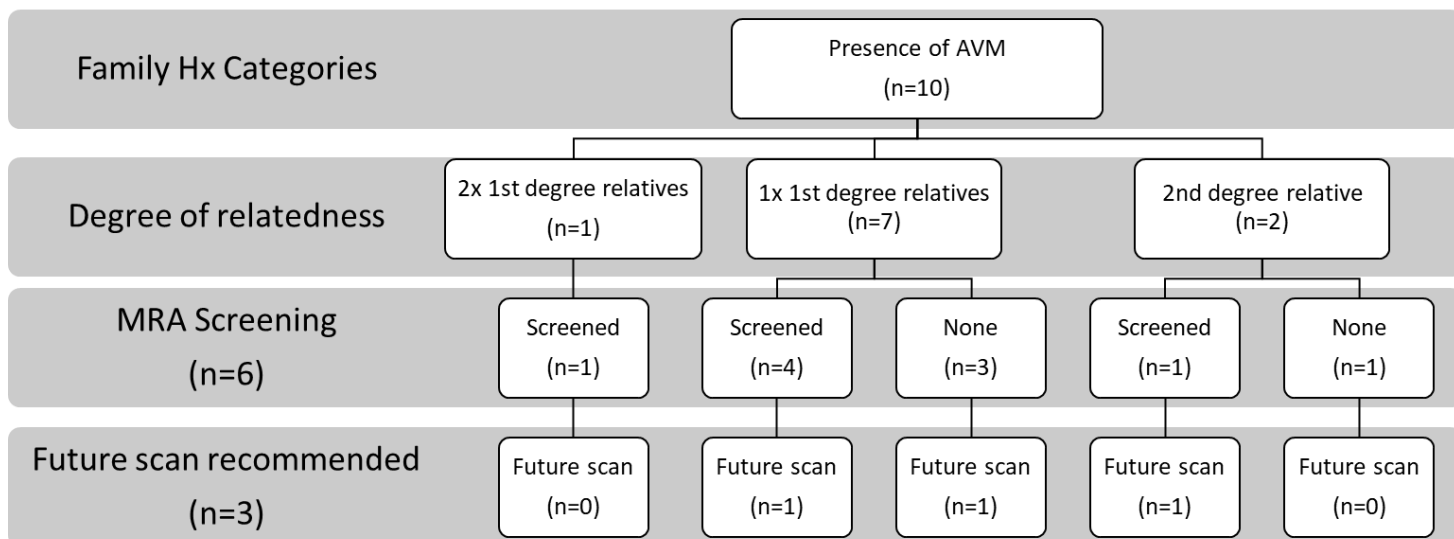 Family Hx Categories
Presence of AVM
(n=10)
Degree of relatedness
2x 1st degree relatives
(n=1)
1x 1st degree relatives
(n=7)
2nd degree relative
(n=2)
MRA Screening
(n=6)
Screened
(n=1)
Screened
(n=4)
None
(n=3)
Screened
(n=1)
None
(n=1)
Future scan recommended
(n=3)
Future scan
(n=0)
Future scan
(n=1)
Future scan
(n=1)
Future scan
(n=1)
Future scan
(n=0)